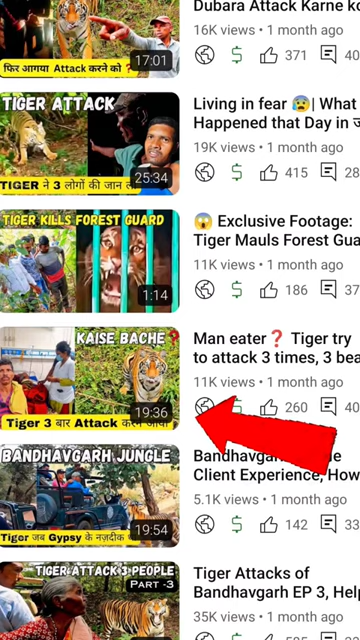 Dubara Attack Karne ko
16K views • 1 month ago
371
40
फिर आगया Attack करने को ?
17:01
TIGER ATTACK
TIGER ने 3 लोगों की जान ल
25:34
Living in fear 😰| What
Happened that Day in ज
19K views • 1 month ago
415
28
TIGER KILLS FOREST GUARD
1:14
😱 Exclusive Footage:
Tiger Mauls Forest Gua
11K views • 1 month ago
186
37
KAISE BACHE ?
Tiger 3 बार Attack करने आया
19:36
Man eater❓ Tiger try
to attack 3 times, 3 bea
11K views • 1 month ago
260
40
BANDHAVGARH JUNGLE
Tiger जब Gypsy के नज़दीक
19:54
Bandhavgar
Client Experience, How
5.1K views • 1 month ago
142
33
TIGER ATTACK 3 PEOPLE
PART -3
Tiger Attacks of
Bandhavgarh EP 3, Help
35K views • 1 month ago